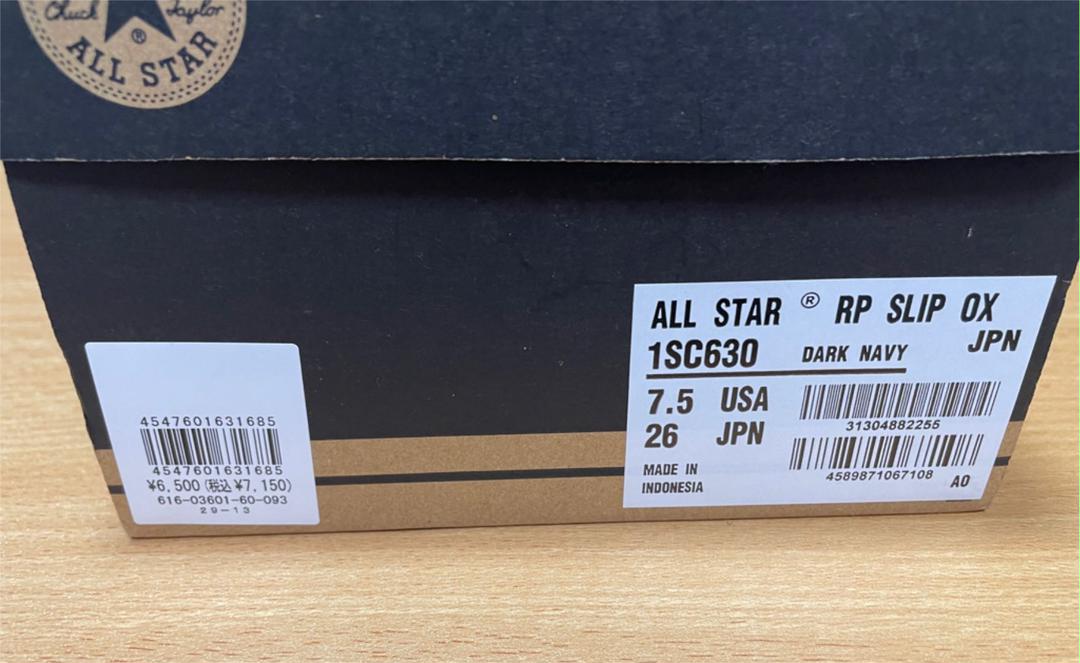 Chuck Taylor
®
ALL STAR
ALL STAR ® RP SLIP OX
1SC630 DARK NAVY JPN
7.5 USA
31304882255
26 JPN
4589871067108 A0
MADE IN
INDONESIA
4547601631685
4547601631685
¥6,500(税込¥7,150)
616-03601-60-093
29-13